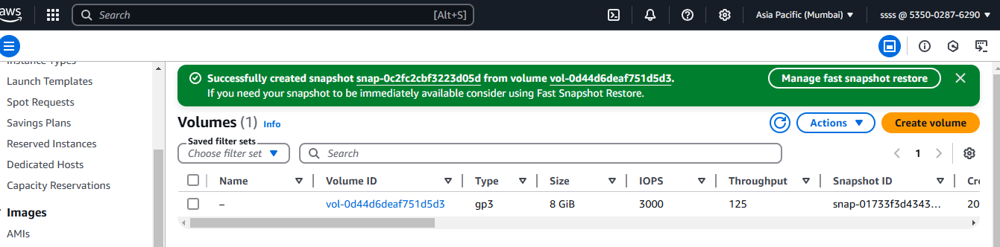 aws
Search [Alt+S] Asia Pacific (Mumbai) ssss @ 5350-0287-6290
Instance Types
Launch Templates
Spot Requests
Savings Plans
Reserved Instances
Dedicated Hosts
Capacity Reservations
Images
AMIs
Successfully created snapshot snap-0c2fc2cbf3223d05d from volume vol-0d44d6deaf751d5d3.
If you need your snapshot to be immediately available consider using Fast Snapshot Restore.
Manage fast snapshot restore
Volumes (1) Info
Actions
Create volume
Saved filter sets
Choose filter set
Search
1
Name Volume ID Type Size IOPS Throughput Snapshot ID Cre
– vol-0d44d6deaf751d5d3 gp3 8 GiB 3000 125 snap-01733f3d4343... 20